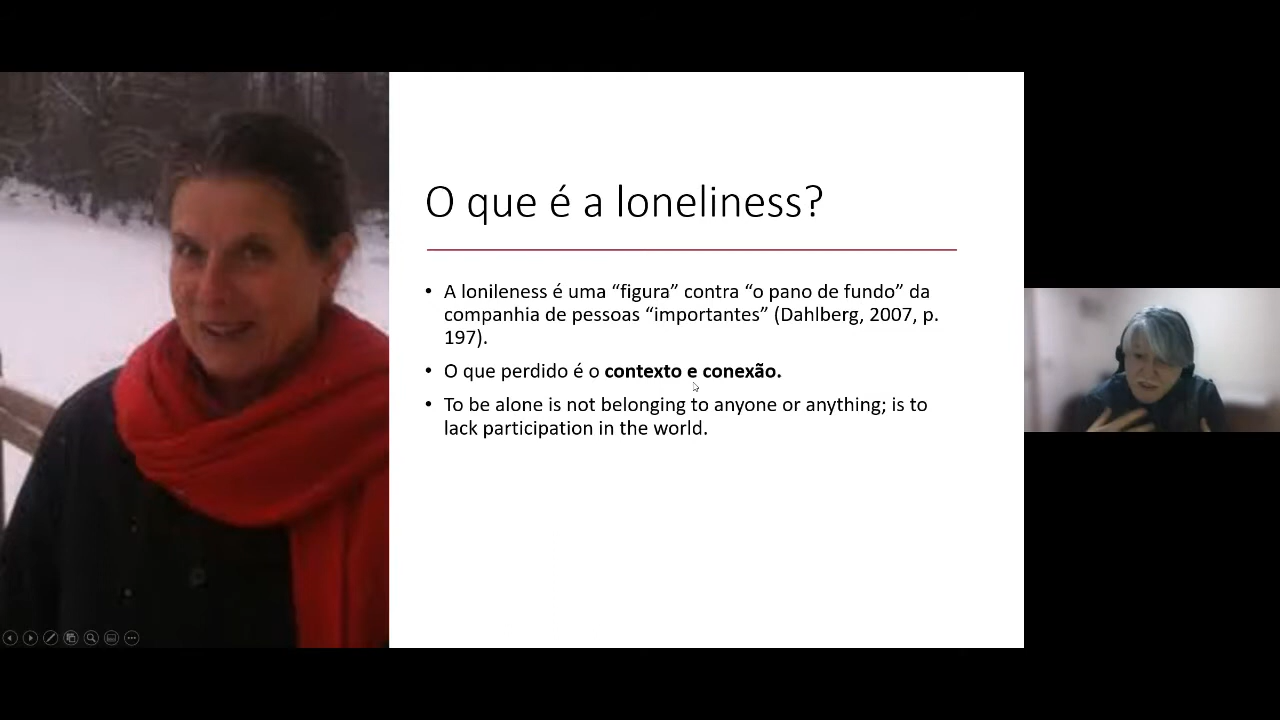 O que é a loneliness?
• A lonileness é uma “figura” contra “o pano de fundo” da
companhia de pessoas “importantes” (Dahlberg, 2007, p.
197).
• O que perdido é o contexto e conexão.
• To be alone is not belonging to anyone or anything; is to
lack participation in the world.